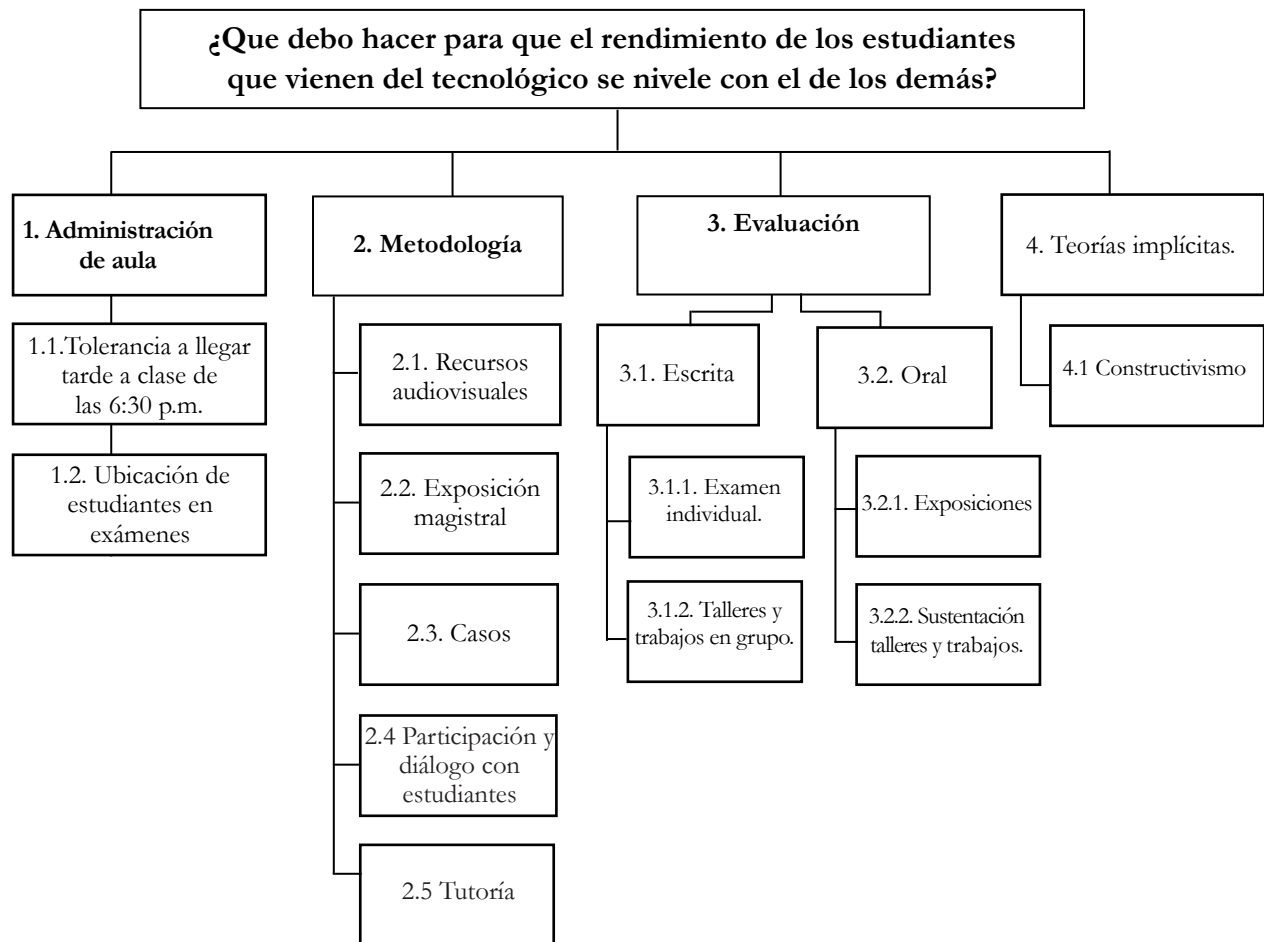 ¿Que debo hacer para que el rendimiento de los estudiantes
que vienen del tecnológico se nivele con el de los demás?
1. Administración
de aula
1.1.Tolerancia a llegar
tarde a clase de
las 6:30 p.m.
1.2. Ubicación de
estudiantes en
exámenes
2. Metodología
2.1. Recursos
audiovisuales
2.2. Exposición
magistral
2.3. Casos
2.4 Participación y
diálogo con
estudiantes
2.5 Tutoría
3. Evaluación
3.1. Escrita
3.1.1. Examen
individual.
3.1.2. Talleres y
trabajos en grupo.
3.2. Oral
3.2.1. Exposiciones
3.2.2. Sustentación
talleres y trabajos.
4. Teorías implícitas.
4.1 Constructivismo